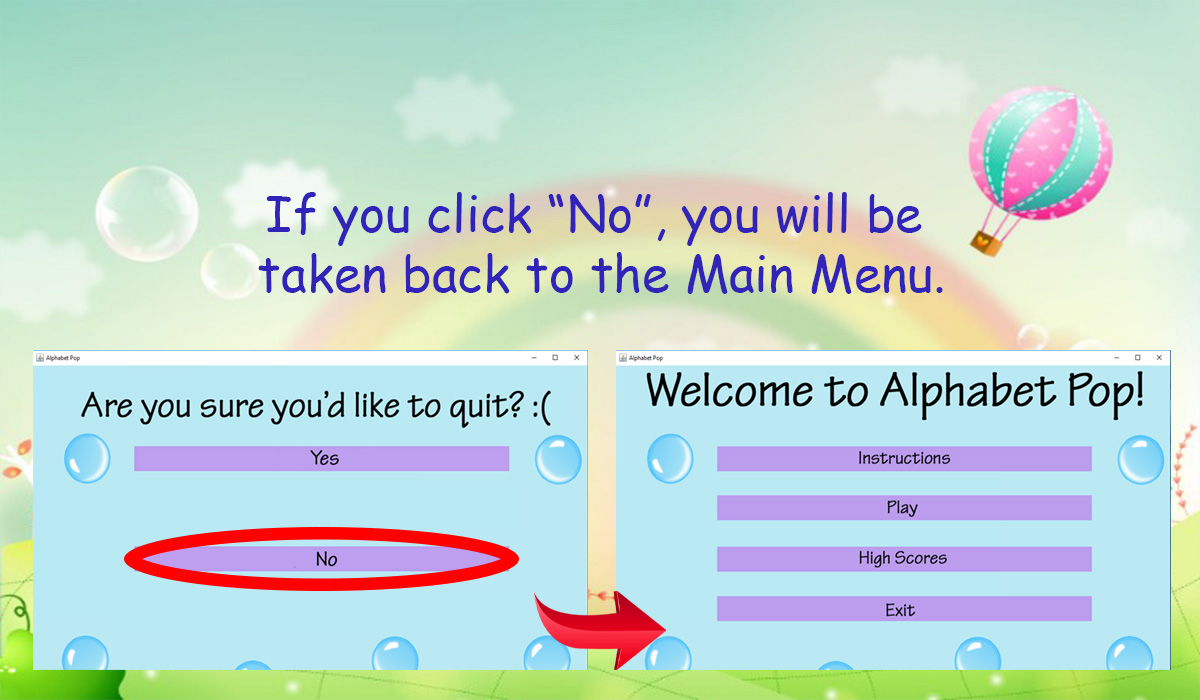 If you click “No”, you will be
taken back to the Main Menu.
Alphabet Pop
Are you sure you’d like to quit? :(
Yes
No
Alphabet Pop
Welcome to Alphabet Pop!
Instructions
Play
High Scores
Exit